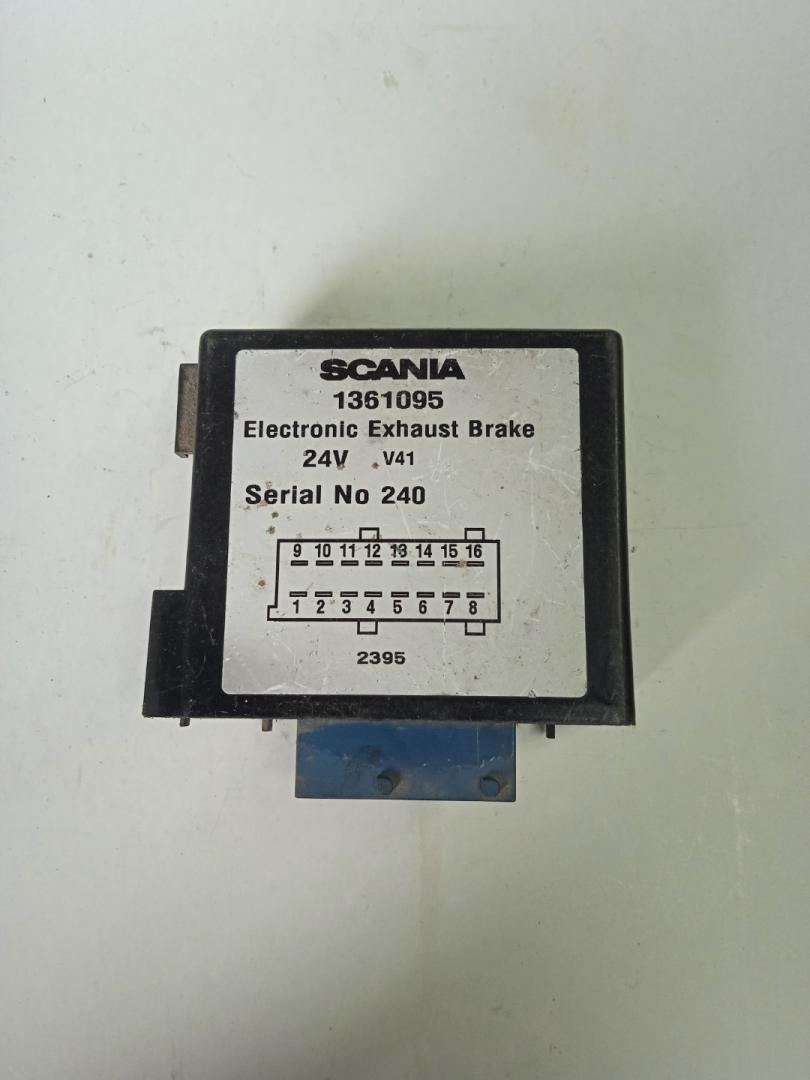 SCANIA
1361095
Electronic Exhaust Brake
24V V41
Serial No 240
9 10 11 12 13 14 15 16
1 2 3 4 5 6 7 8
2395